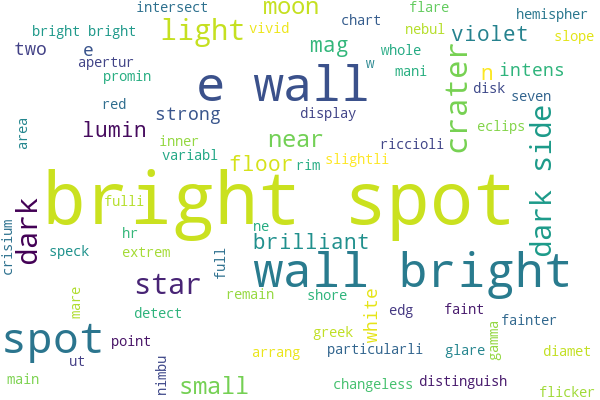 intersect
moon
flare
hemispher
bright bright
light
vivid
chart
nebul
slope
two
e
mag
whole
violet
apertur
promin
w
mani
n
intens
e wall
crater
disk
seven
red
strong
display
area
lumin
near
inner
riccioli
eclips
dark side
variabl
floor
rim
slightli
bright spot
fulli
dark
crisium
hr
ne
speck
extrem
full
brilliant
wall bright
star
mare
remain
shore
white
edg
faint
detect
point
greek
fainter
spot
particularli
gamma
ut
arrang
glare
diamet
main
nimbu
small
changeless
distinguish
flicker